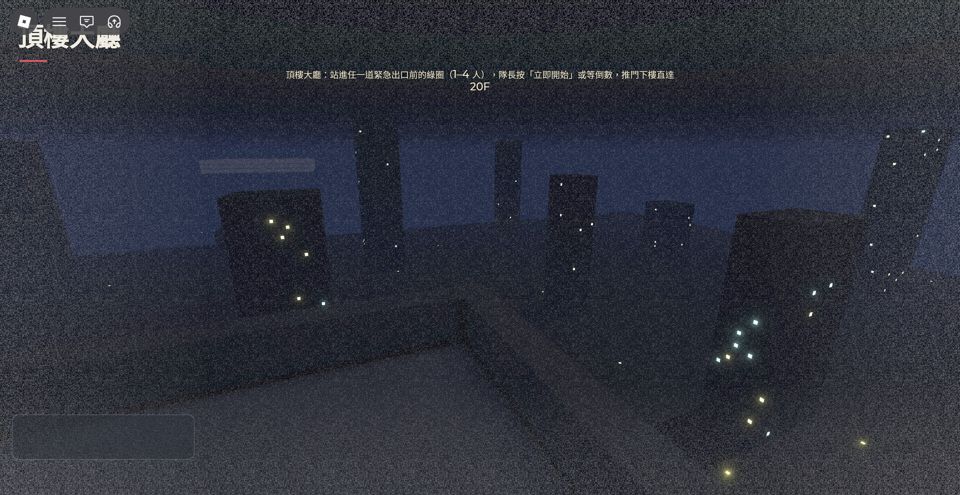 頂樓大廳
頂樓大廳：站進任一道緊急出口前的綠圈（1–4 人），隊長按「立即開始」或等倒數，推門下樓直達
20F